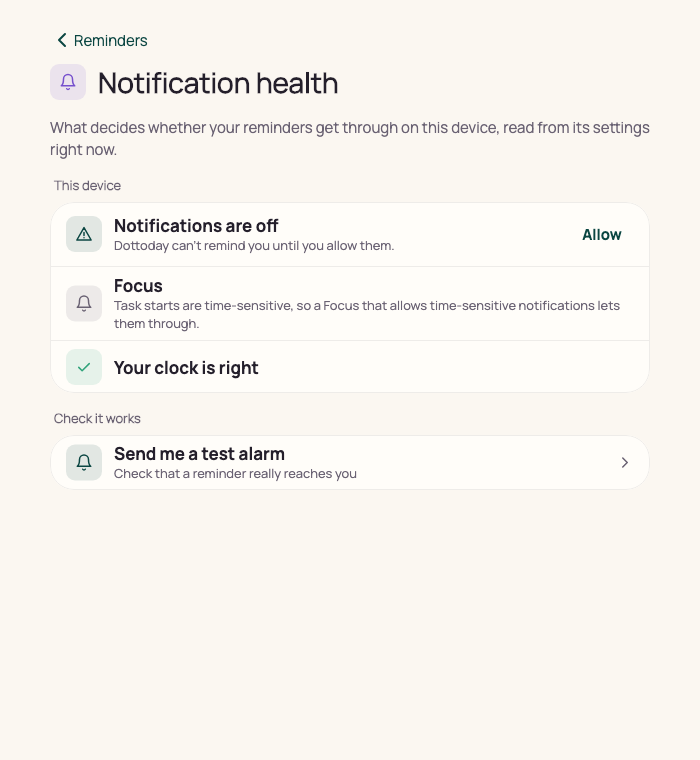 Reminders
Notification health
What decides whether your reminders get through on this device, read from its settings
right now.
This device
Notifications are off
Dottoday can't remind you until you allow them.
Allow
Focus
Task starts are time-sensitive, so a Focus that allows time-sensitive notifications lets
them through.
Your clock is right
Check it works
Send me a test alarm
Check that a reminder really reaches you